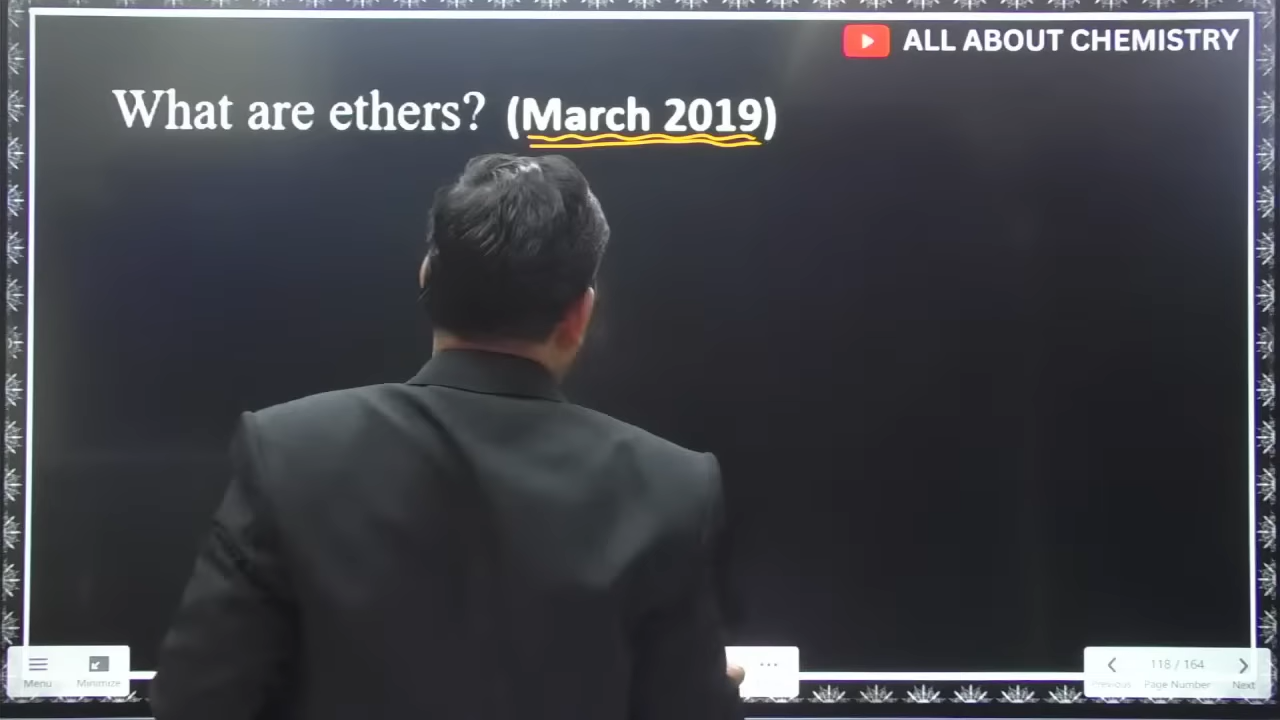 ALL ABOUT CHEMISTRY
What are ethers? (March 2019)
Menu
Minimize
118 / 164
Previous
Page Number
Next